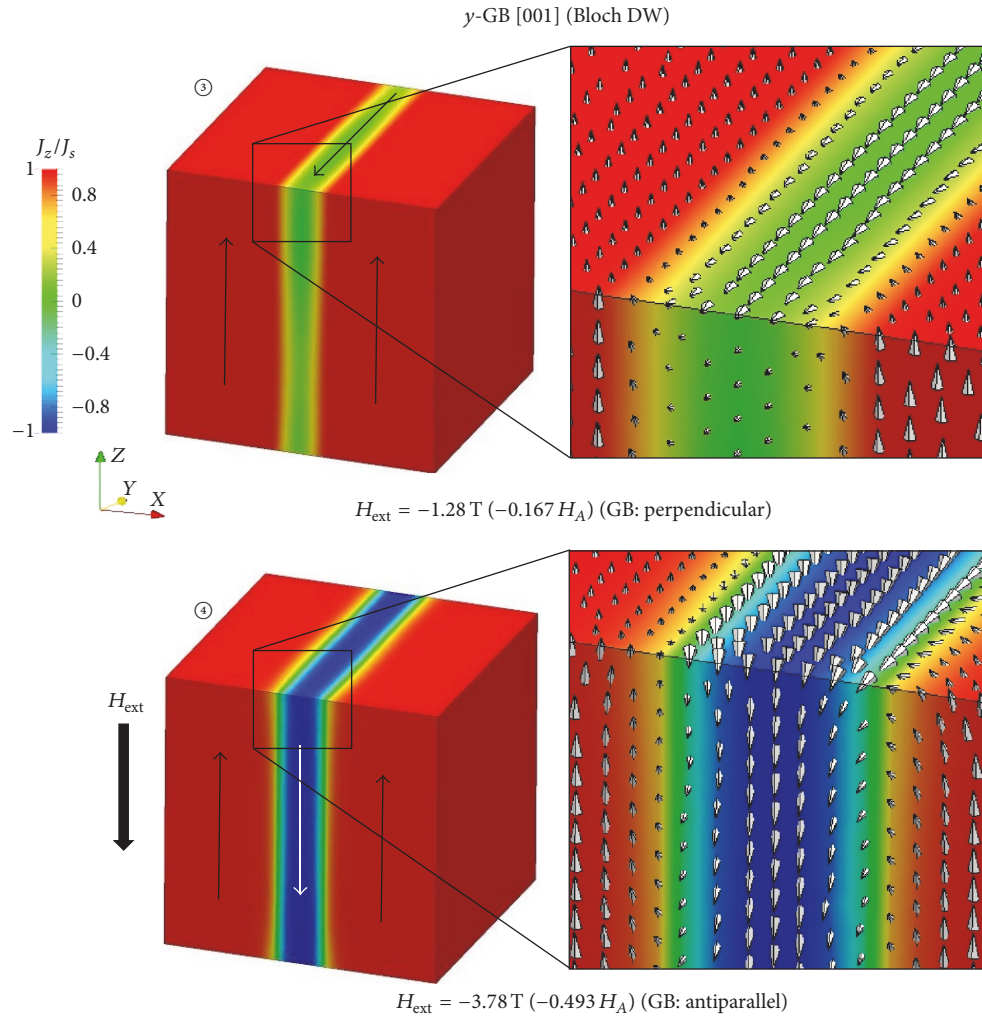 y-GB [001] (Bloch DW)
③
J_z/J_s
1
0.8
0.4
0
−0.4
−0.8
−1
Z
Y
X
H_ext = −1.28 T (−0.167 H_A) (GB: perpendicular)
④
H_ext
H_ext = −3.78 T (−0.493 H_A) (GB: antiparallel)